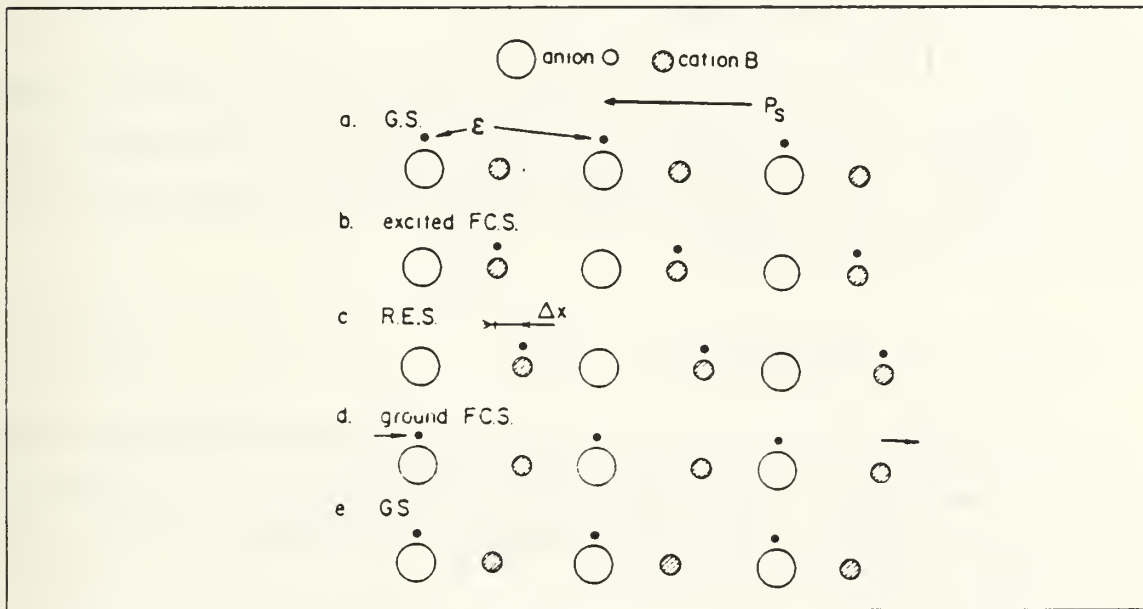 anion O cation B
P_S
a. G.S. ε
b. excited F.C.S.
c R.E.S. Δx
d. ground F.C.S.
e GS